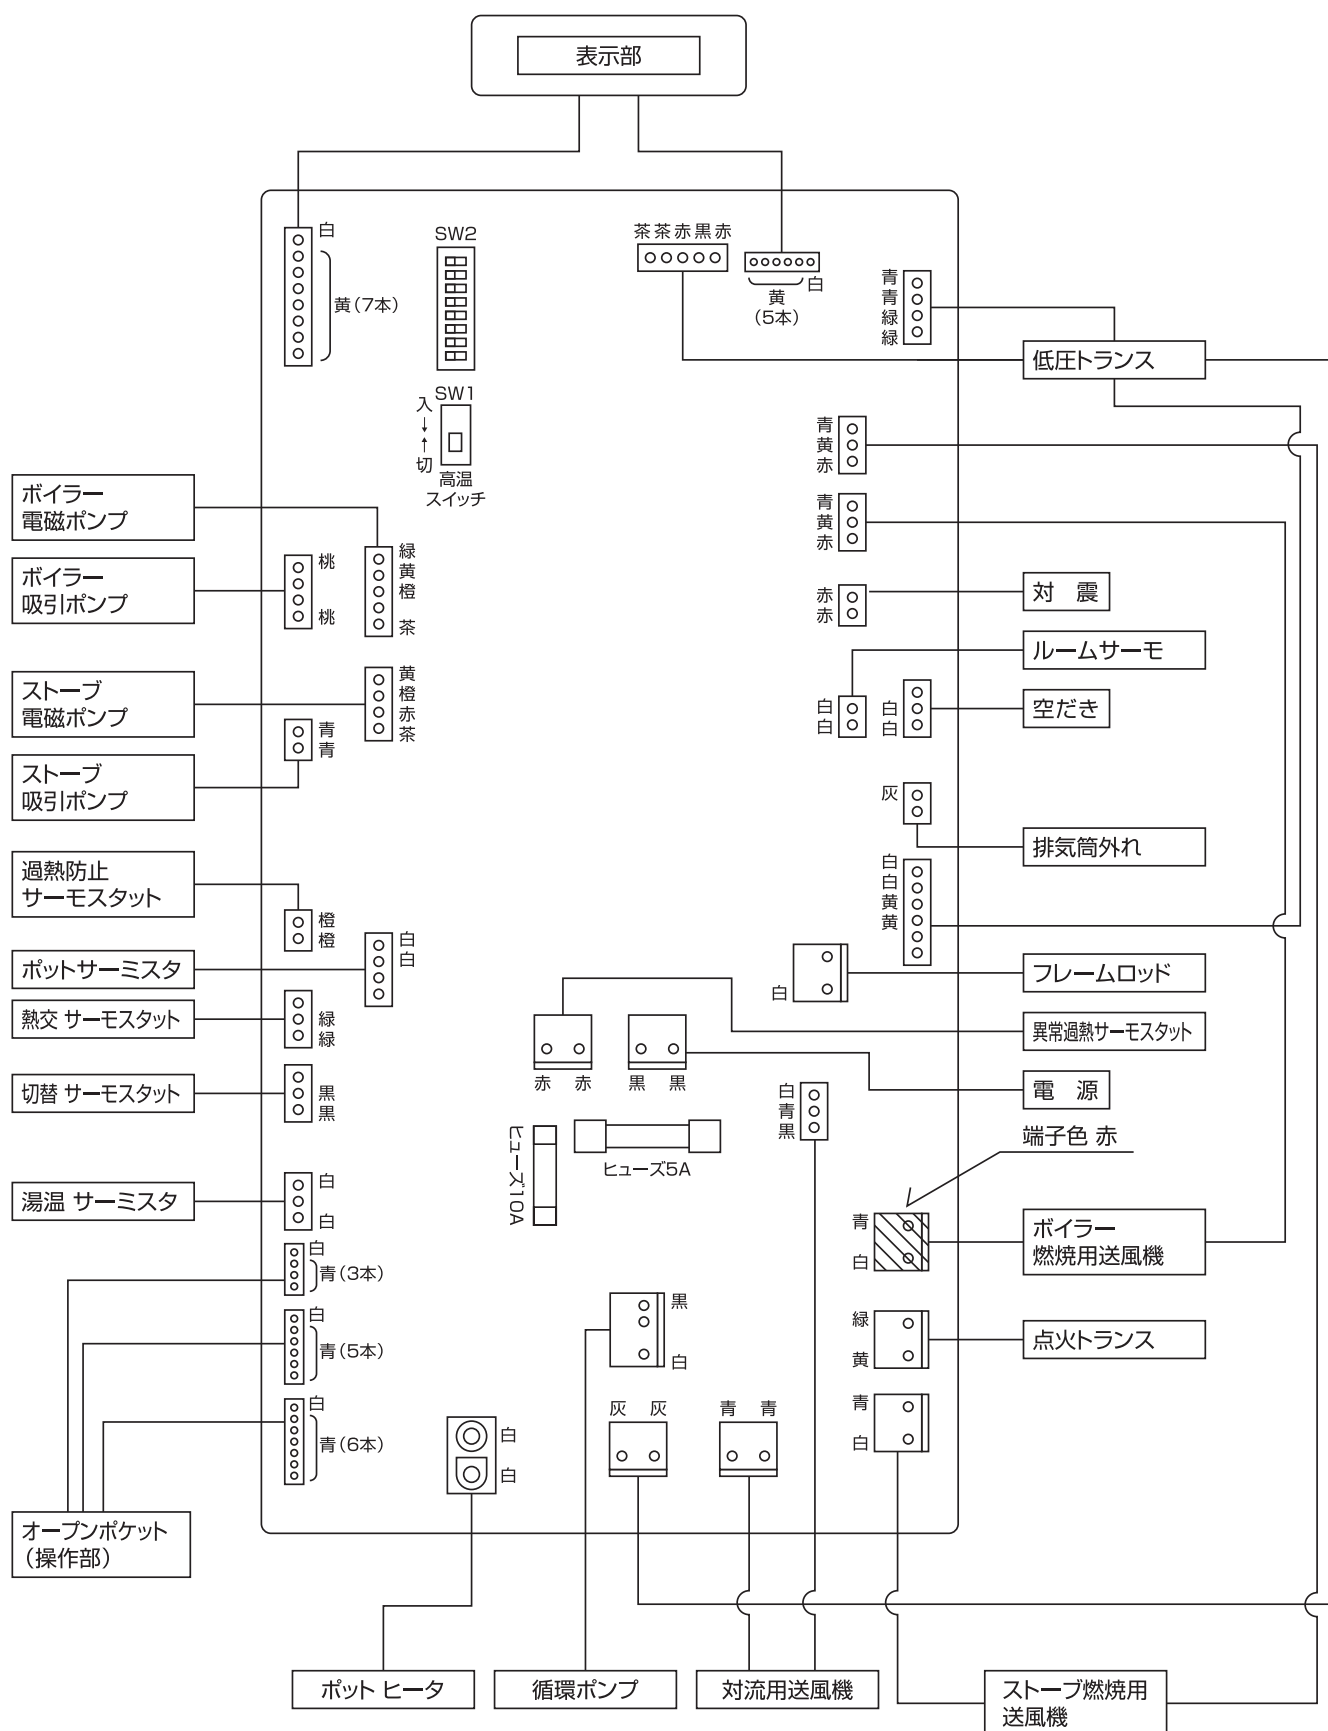 表示部
白
黄(7本)
SW2
茶茶赤黒赤
白
黄
(5本)
青
青
緑
緑
低圧トランス
SW1
入
切
高温
スイッチ
青
黄
赤
青
黄
赤
ボイラー
電磁ポンプ
ボイラー
吸引ポンプ
桃
桃
緑
黄
橙
茶
赤
赤
対 震
ルームサーモ
ストーブ
電磁ポンプ
黄
橙
赤
茶
青
青
白
白
白
白
空だき
ストーブ
吸引ポンプ
灰
排気筒外れ
過熱防止
サーモスタット
橙
橙
白
白
白
白
黄
黄
ポットサーミスタ
フレームロッド
白
熱交 サーモスタット
緑
緑
異常過熱サーモスタット
赤 赤
黒 黒
切替 サーモスタット
黒
黒
電 源
白
青
黒
ヒューズ10A
ヒューズ5A
端子色 赤
湯温 サーミスタ
白
白
青
白
ボイラー
燃焼用送風機
白
青(3本)
白
青(5本)
黒
白
緑
黄
点火トランス
白
青(6本)
白
白
灰 灰
青 青
青
白
オープンポケット
(操作部)
ポット ヒータ
循環ポンプ
対流用送風機
ストーブ燃焼用
送風機